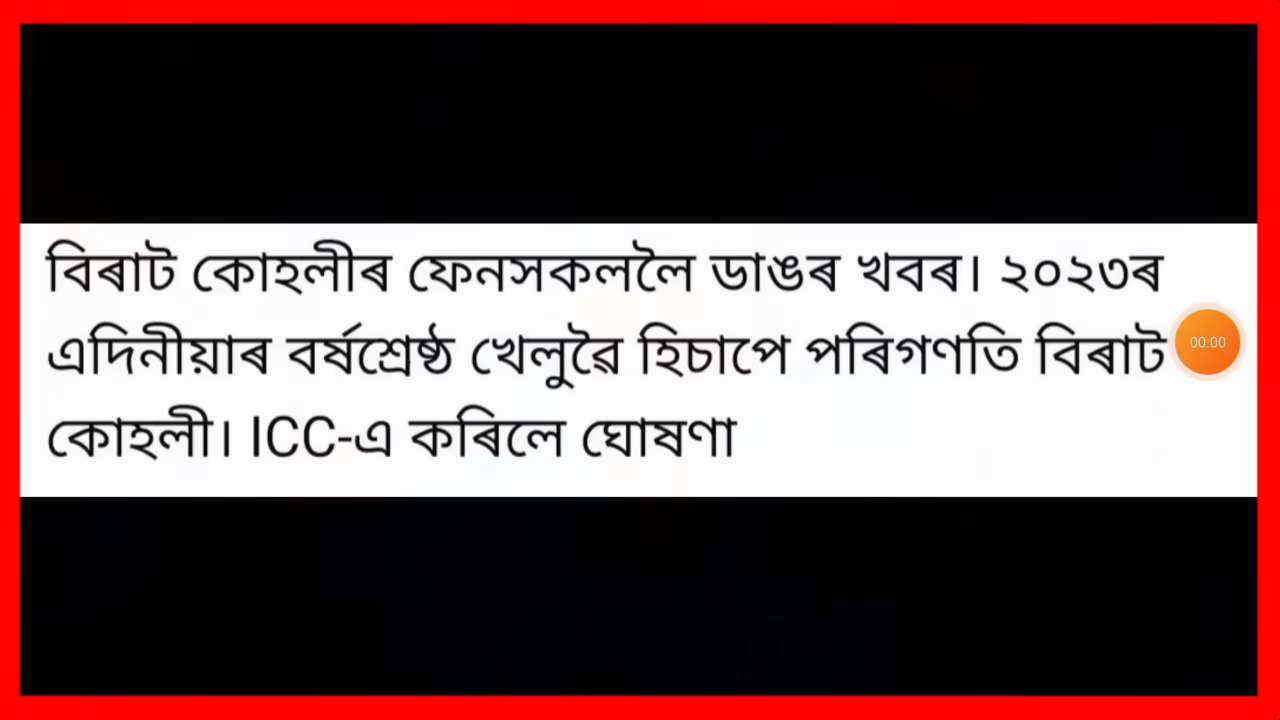 বিৰাট কোহলীৰ ফেনসকললৈ ডাঙৰ খবৰ। ২০২৩ৰ
এদিনীয়াৰ বৰ্ষশ্ৰেষ্ঠ খেলুৱৈ হিচাপে পৰিগণতি বিৰাট
কোহলী। ICC-এ কৰিলে ঘোষণা
00:00